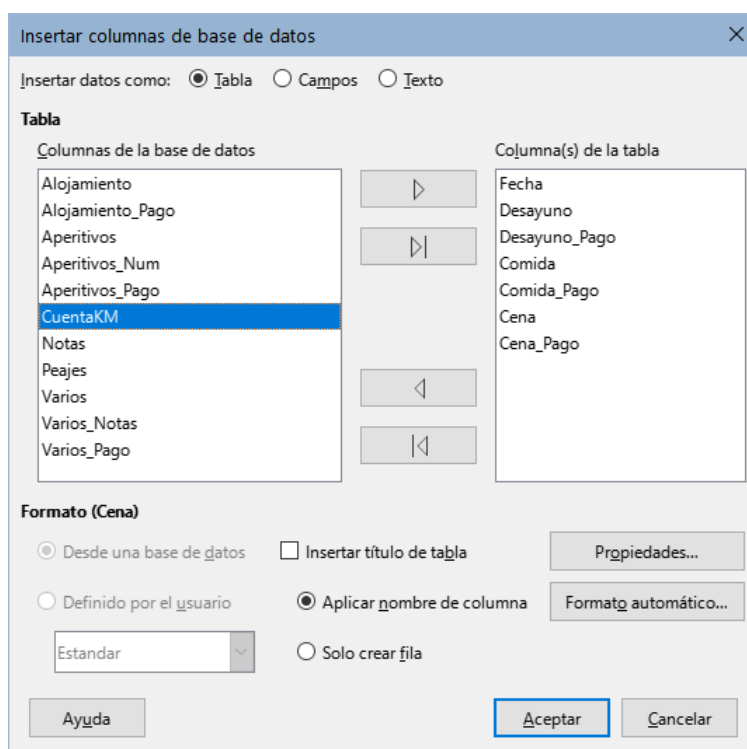 Insertar columnas de base de datos
Insertar datos como: Tabla Campos Texto
Tabla
Columnas de la base de datos
Alojamiento
Alojamiento_Pago
Aperitivos
Aperitivos_Num
Aperitivos_Pago
CuentaKM
Notas
Peajes
Varios
Varios_Notas
Varios_Pago
Columna(s) de la tabla
Fecha
Desayuno
Desayuno_Pago
Comida
Comida_Pago
Cena
Cena_Pago
Formato (Cena)
Desde una base de datos Insertar título de tabla Propiedades...
Definido por el usuario Aplicar nombre de columna Formato automático...
Estandar Solo crear fila
Ayuda Aceptar Cancelar